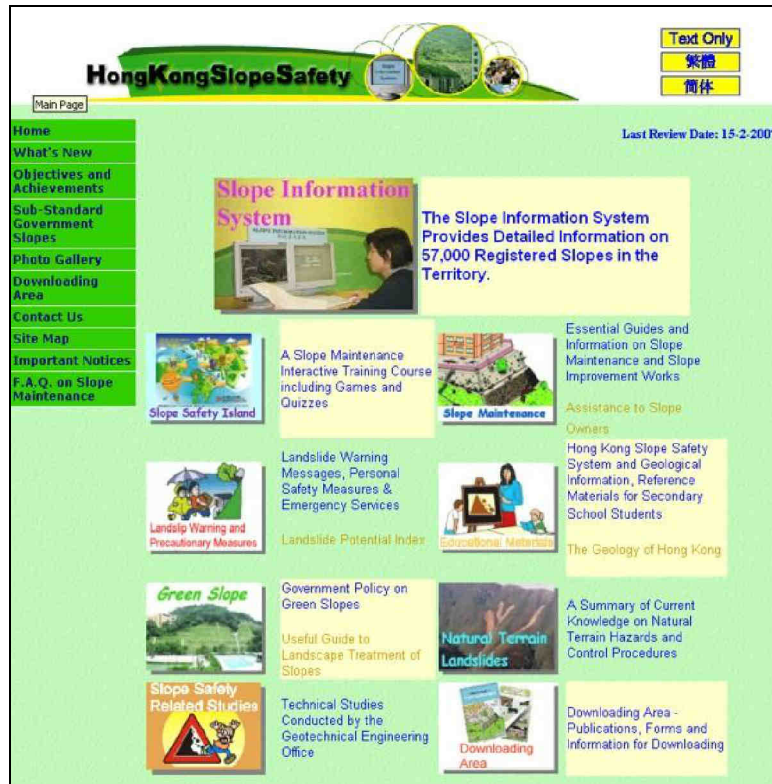 HongKongSlopeSafety
Text Only
繁體
简体
Main Page
Home
What's New
Objectives and
Achievements
Sub-Standard
Government
Slopes
Photo Gallery
Downloading
Area
Contact Us
Site Map
Important Notices
F.A.Q. on Slope
Maintenance
Last Review Date: 15-2-200
Slope Information
System
SLOPE INFORMATION
The Slope Information System
Provides Detailed Information on
57,000 Registered Slopes in the
Territory.
Slope Safety Island
A Slope Maintenance
Interactive Training Course
including Games and
Quizzes
Slope Maintenance
Essential Guides and
Information on Slope
Maintenance and Slope
Improvement Works
Assistance to Slope
Owners
Landslip Warning and
Precautionary Measures
Landslide Warning
Messages, Personal
Safety Measures &
Emergency Services
Landslide Potential Index
Educational Materials
Hong Kong Slope Safety
System and Geological
Information, Reference
Materials for Secondary
School Students
The Geology of Hong Kong
Green Slope
Government Policy on
Green Slopes
Useful Guide to
Landscape Treatment of
Slopes
Natural Terrain
Landslides
A Summary of Current
Knowledge on Natural
Terrain Hazards and
Control Procedures
Slope Safety
Related Studies
Technical Studies
Conducted by the
Geotechnical Engineering
Office
Downloading
Area
Downloading Area -
Publications, Forms and
Information for Downloading